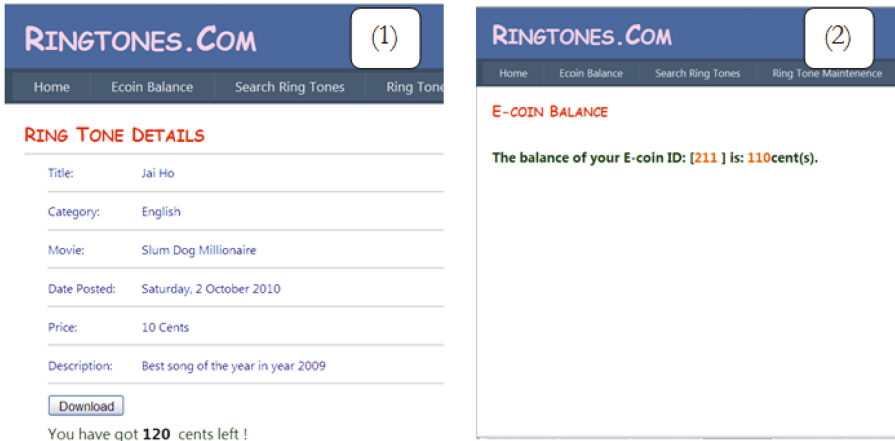 RINGTONES.COM
(1)
Home Ecoin Balance Search Ring Tones Ring Tone
RING TONE DETAILS
Title: Jai Ho
Category: English
Movie: Slum Dog Millionaire
Date Posted: Saturday, 2 October 2010
Price: 10 Cents
Description: Best song of the year in year 2009
Download
You have got 120 cents left !
RINGTONES.COM
(2)
Home Ecoin Balance Search Ring Tones Ring Tone Maintenence
E-COIN BALANCE
The balance of your E-coin ID: [211 ] is: 110cent(s).